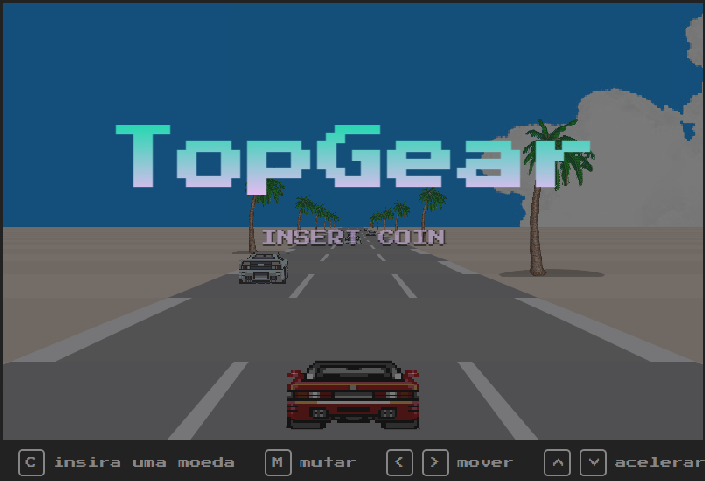 TopGear
INSERT COIN
C insira uma moeda M mutar < > mover ^ v acelerar